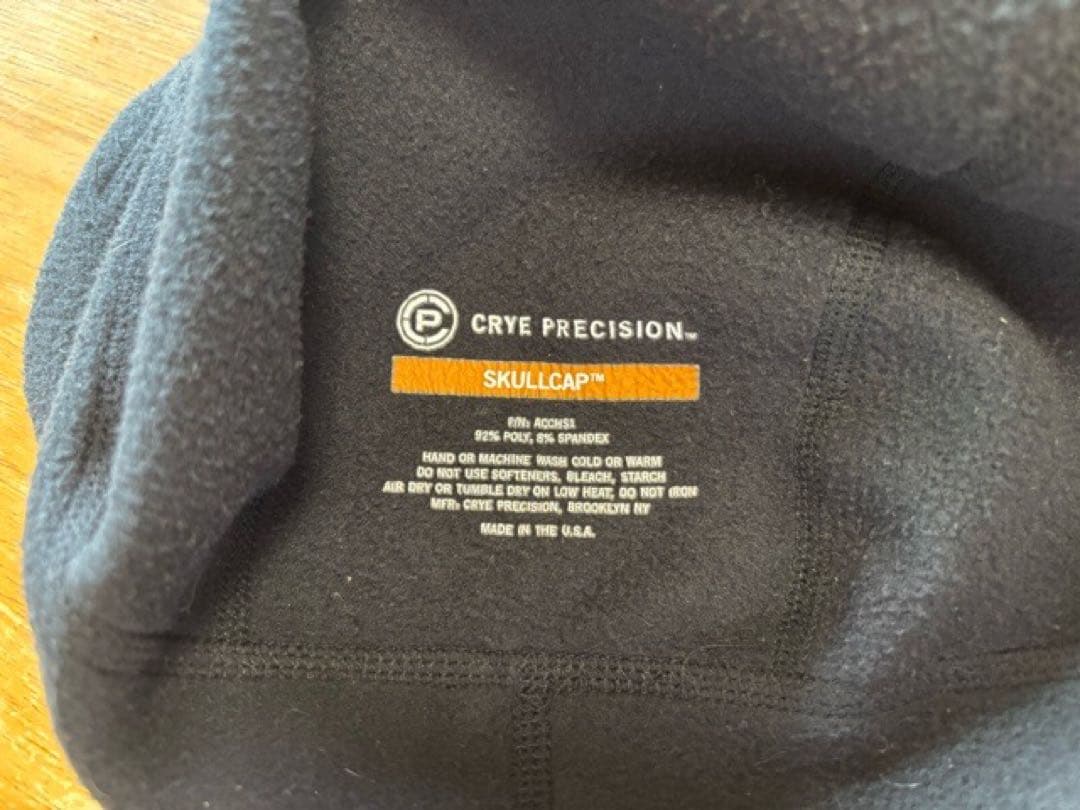 CRYE PRECISION™
SKULLCAP™
P/N: ACCHS1
92% POLY, 8% SPANDEX
HAND OR MACHINE WASH COLD OR WARM
DO NOT USE SOFTENERS, BLEACH, STARCH
AIR DRY OR TUMBLE DRY ON LOW HEAT, DO NOT IRON
MFR: CRYE PRECISION, BROOKLYN NY
MADE IN THE U.S.A.